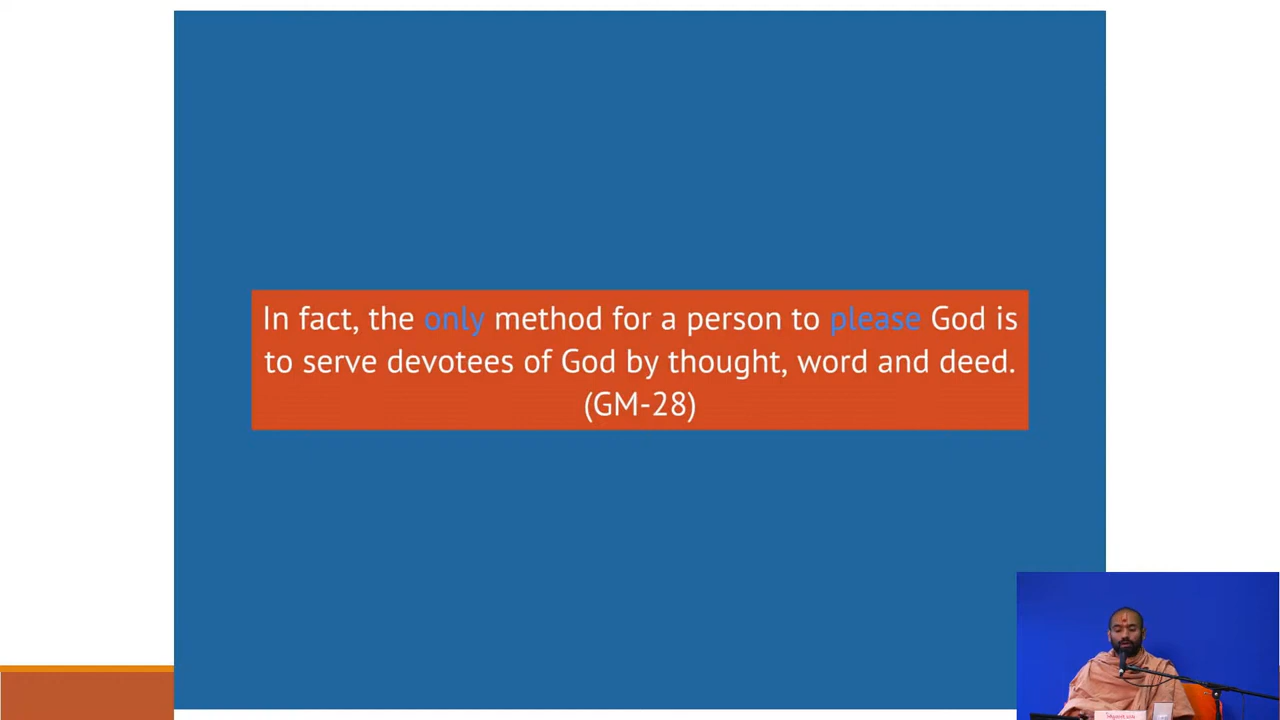 In fact, the only method for a person to please God is
to serve devotees of God by thought, word and deed.
(GM-28)